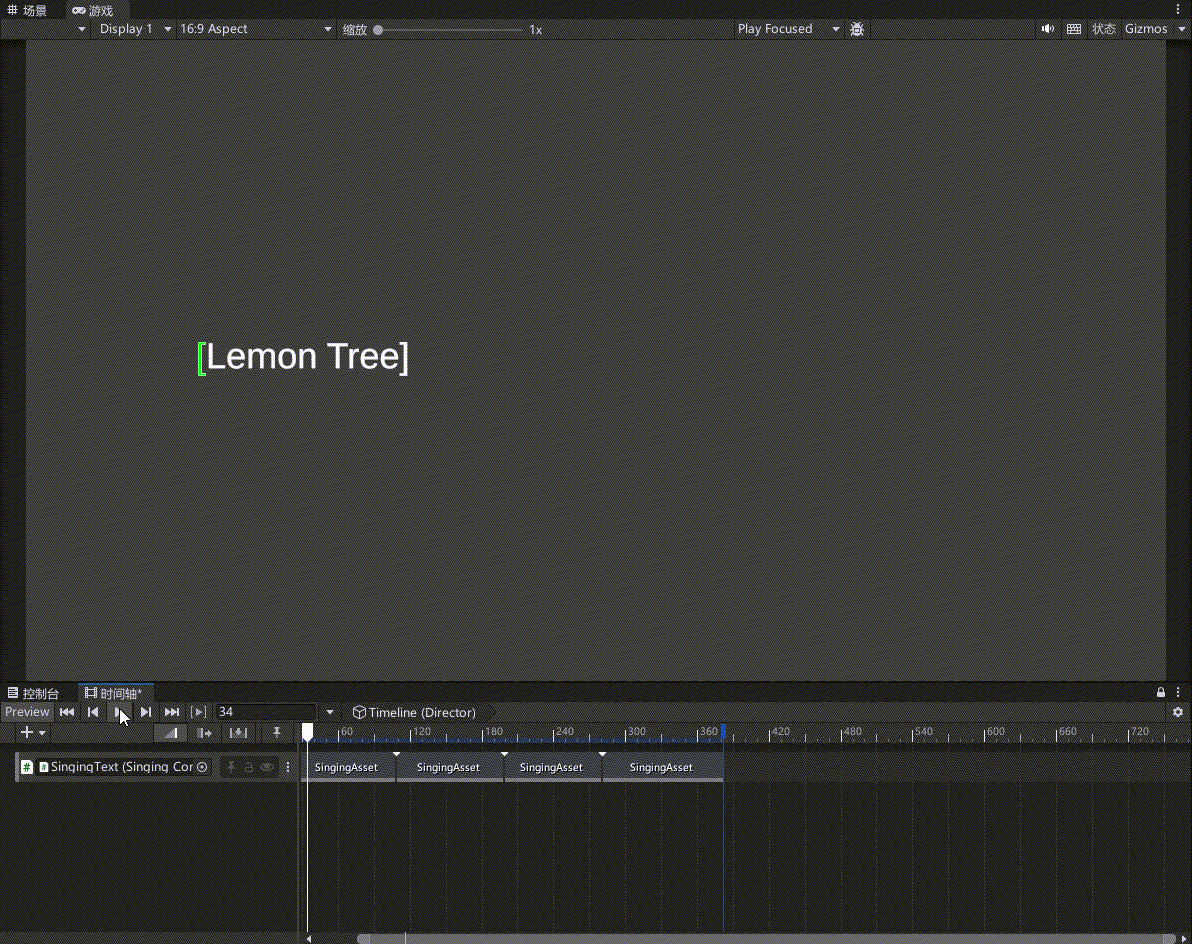 场景 游戏
Display 1 16:9 Aspect 缩放 1x Play Focused 状态 Gizmos
[Lemon Tree]
控制台 时间轴*
Preview 34 Timeline (Director)
60 120 180 240 300 360 420 480 540 600 660 720
# # SingingText (Singing Cor SingingAsset SingingAsset SingingAsset SingingAsset